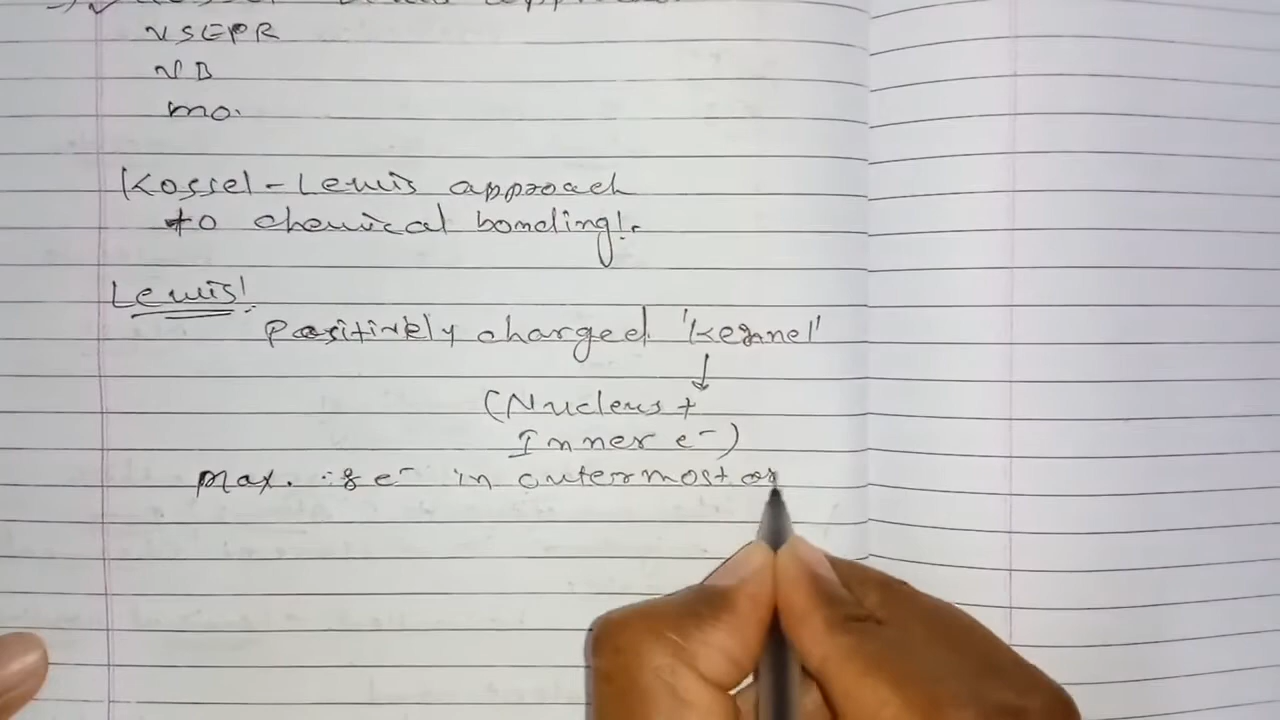 VSEPR
VB
mo.
Kossel-Lewis approach
to chemical bonding!.
Lewis!
Positively charged 'Kernel'
(Nucleus +
Inner e-)
max. :8 e- in outermost or